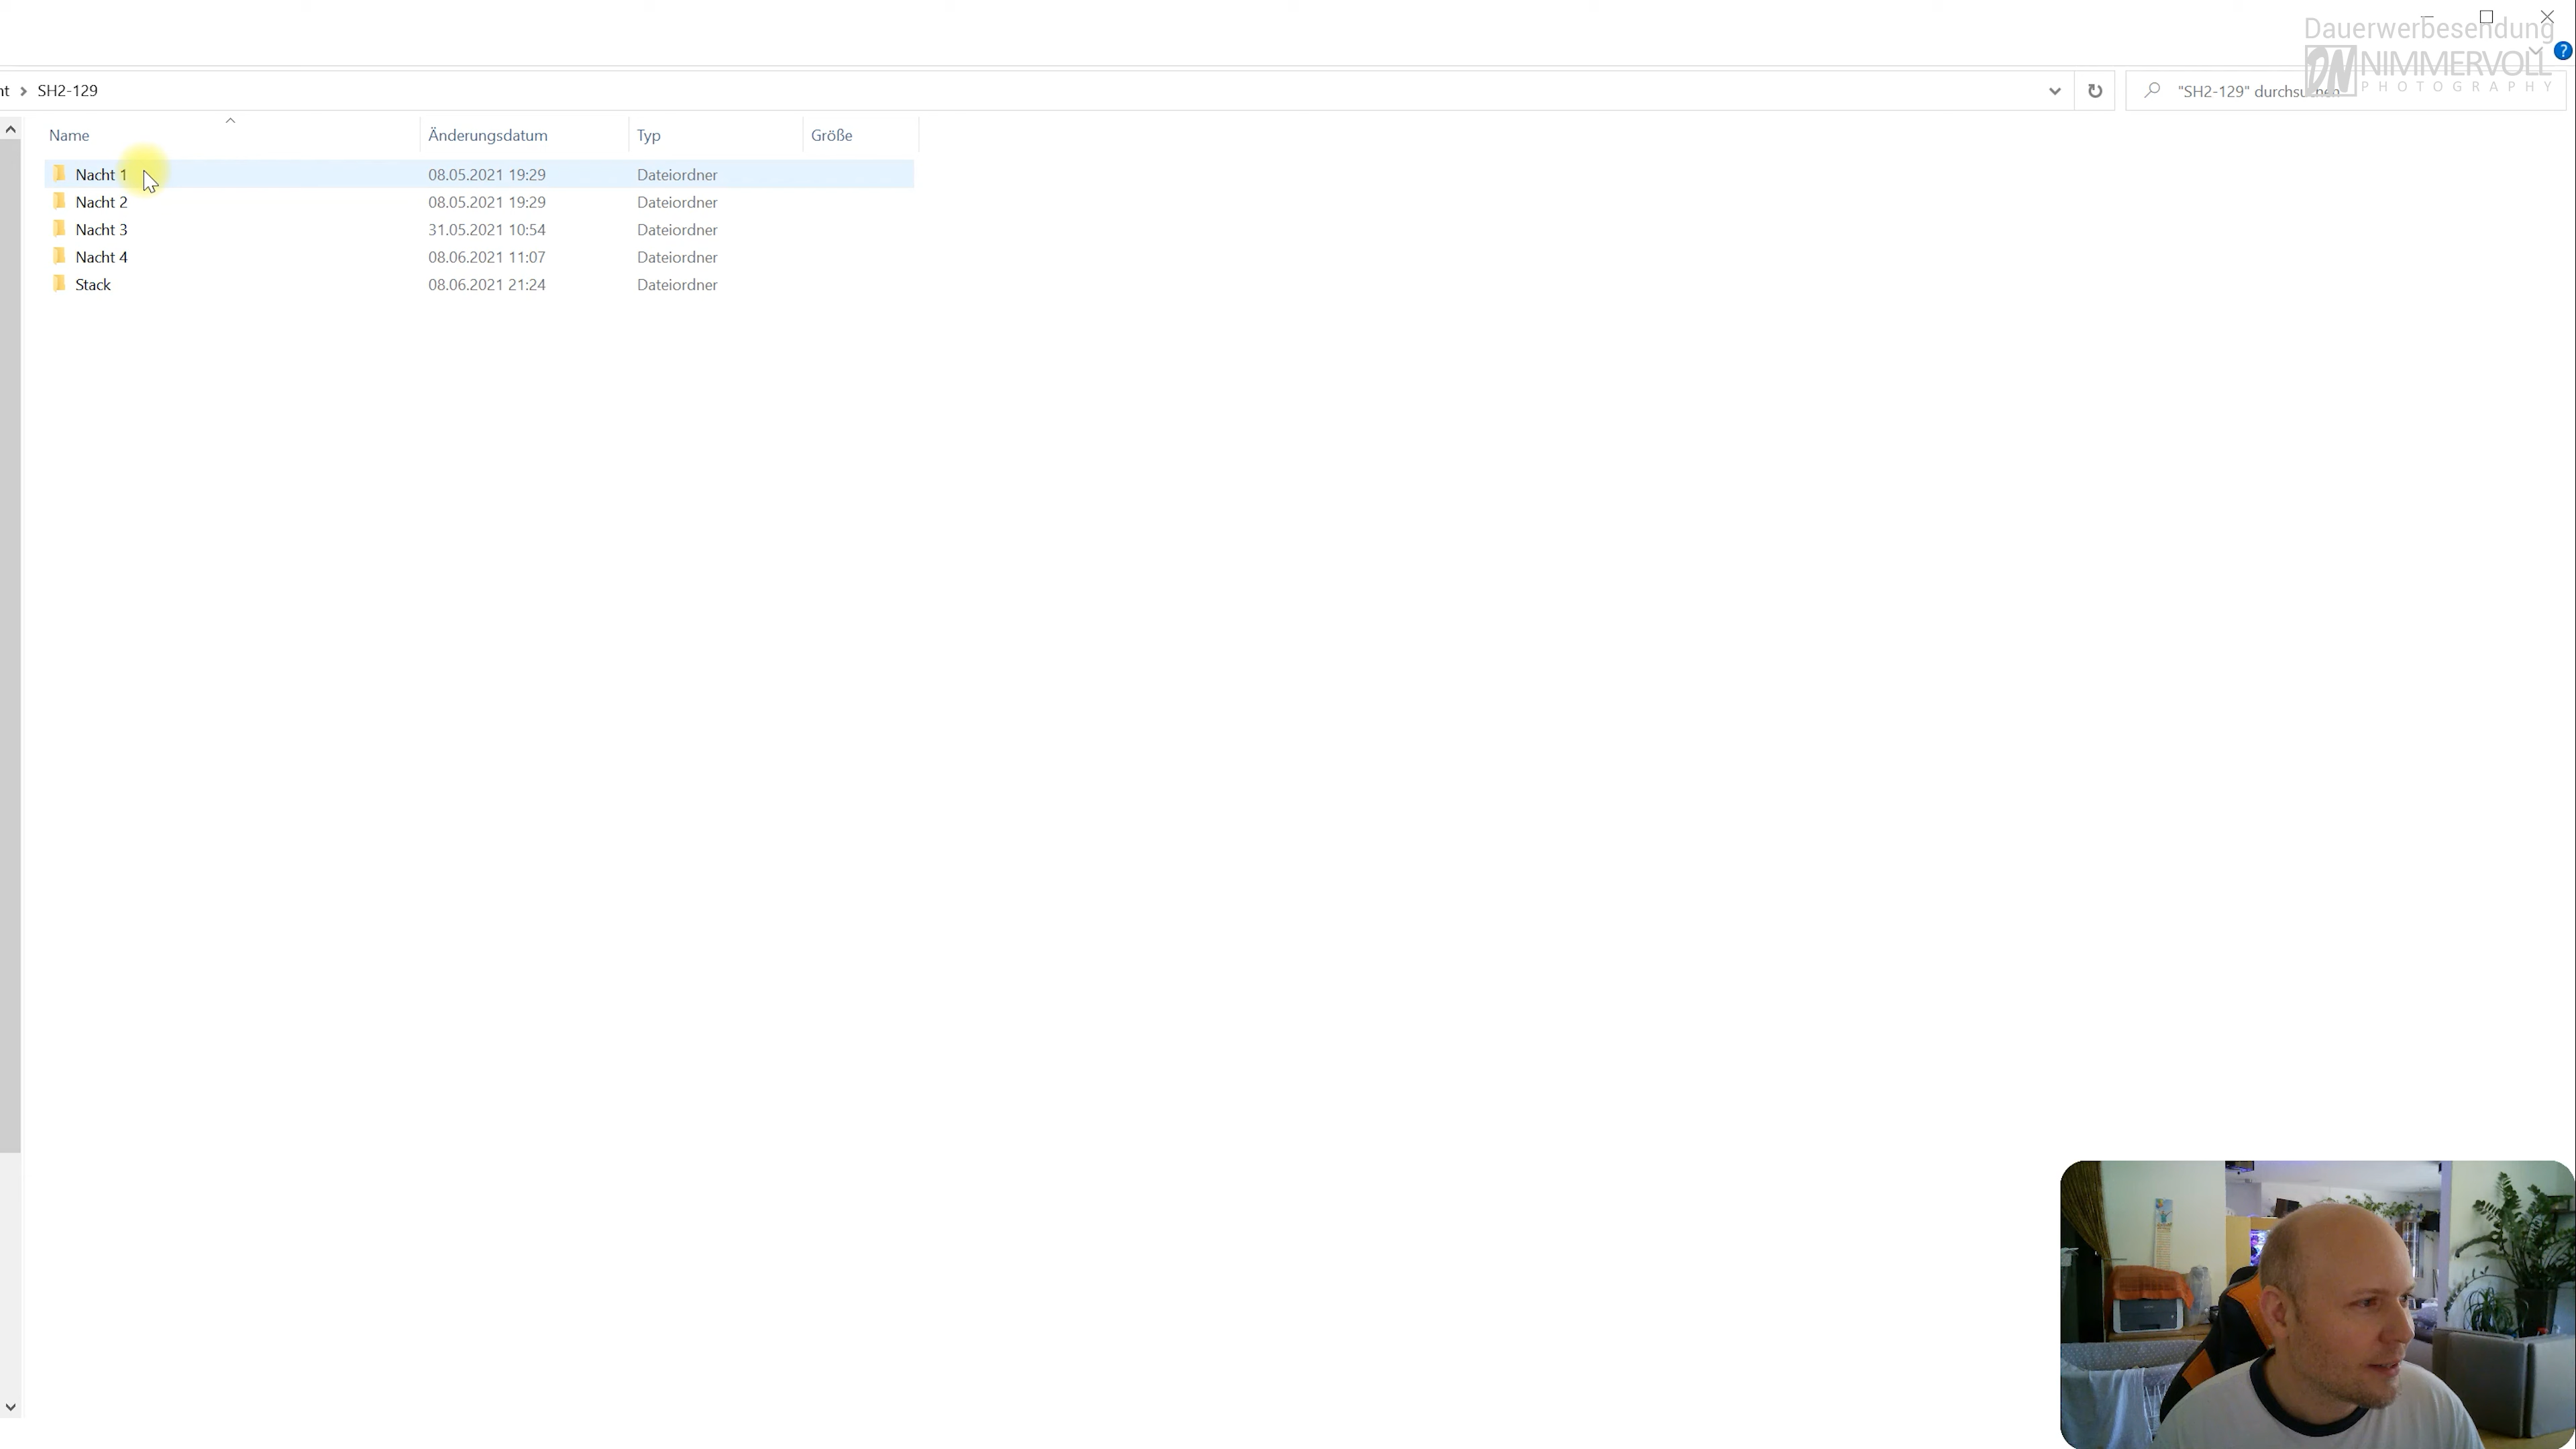 Dauerwerbesendung
DN NIMMERVOLL
PHOTOGRAPHY
SH2-129
"SH2-129" durchsuchen
Name Änderungsdatum Typ Größe
Nacht 1 08.05.2021 19:29 Dateiordner
Nacht 2 08.05.2021 19:29 Dateiordner
Nacht 3 31.05.2021 10:54 Dateiordner
Nacht 4 08.06.2021 11:07 Dateiordner
Stack 08.06.2021 21:24 Dateiordner